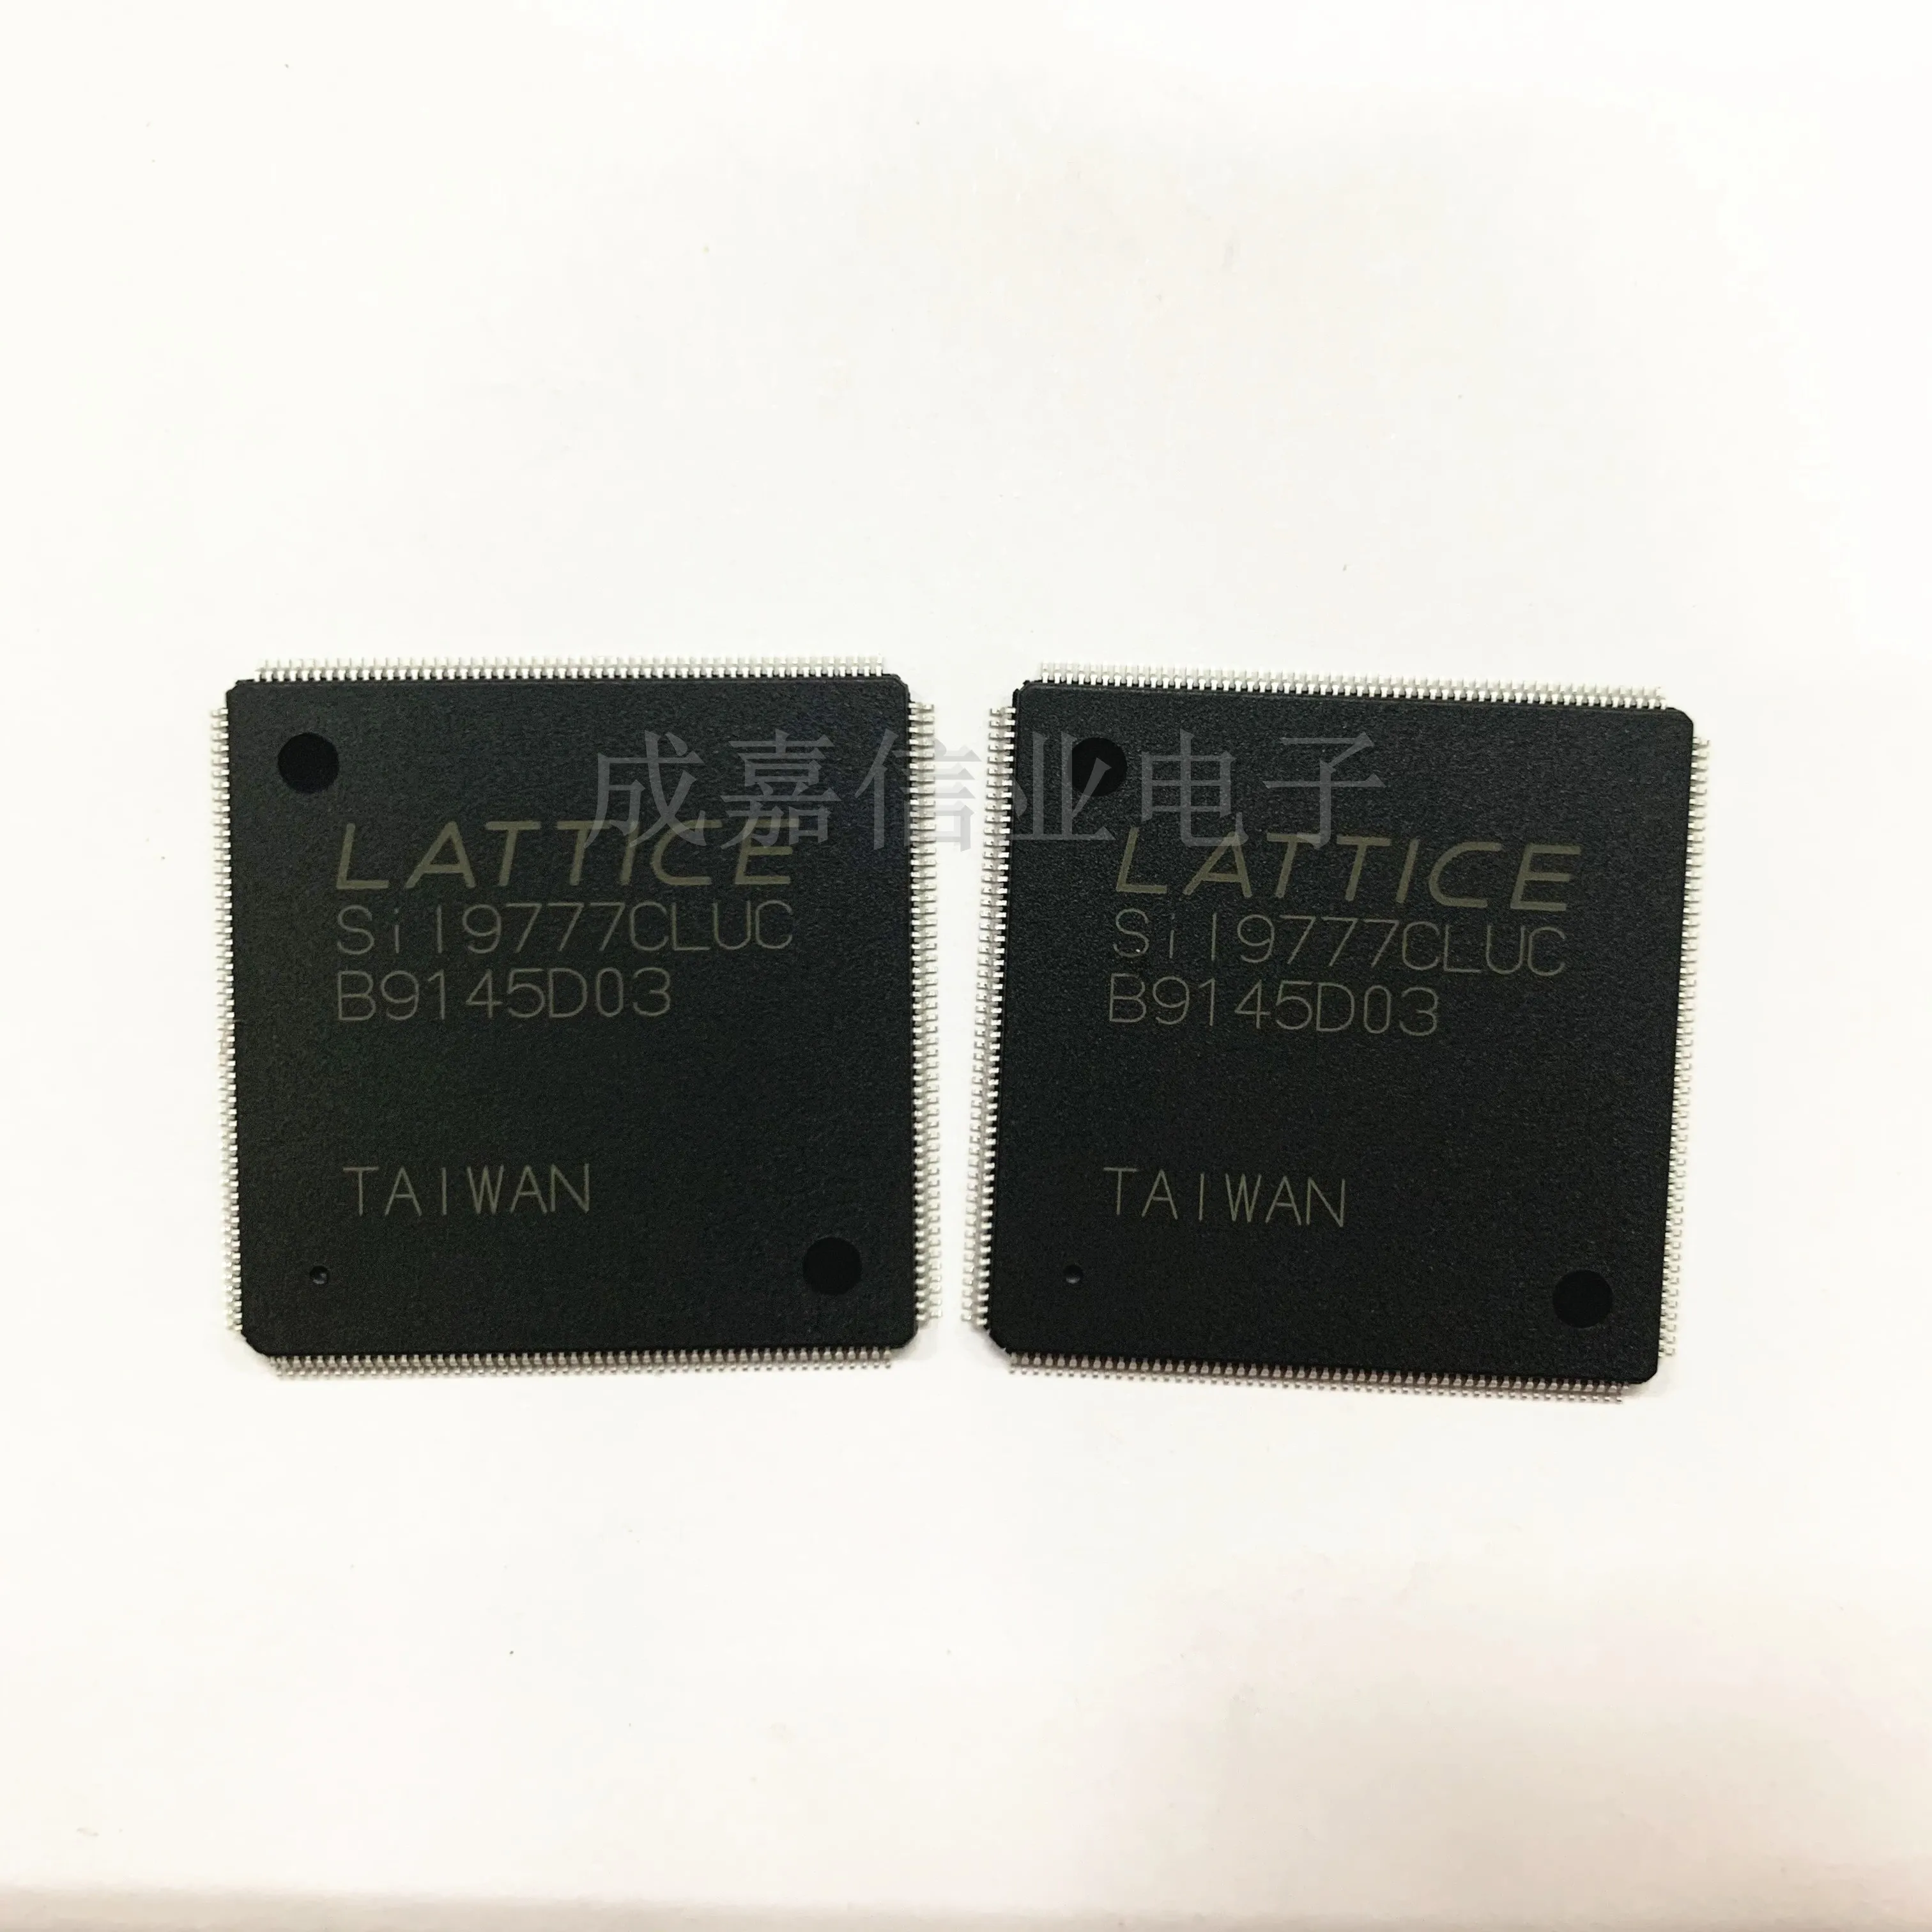 成嘉信业电子
LATTICE
SiI9777CLUC
B9145D03
TAIWAN
LATTICE
SiI9777CLUC
B9145D03
TAIWAN